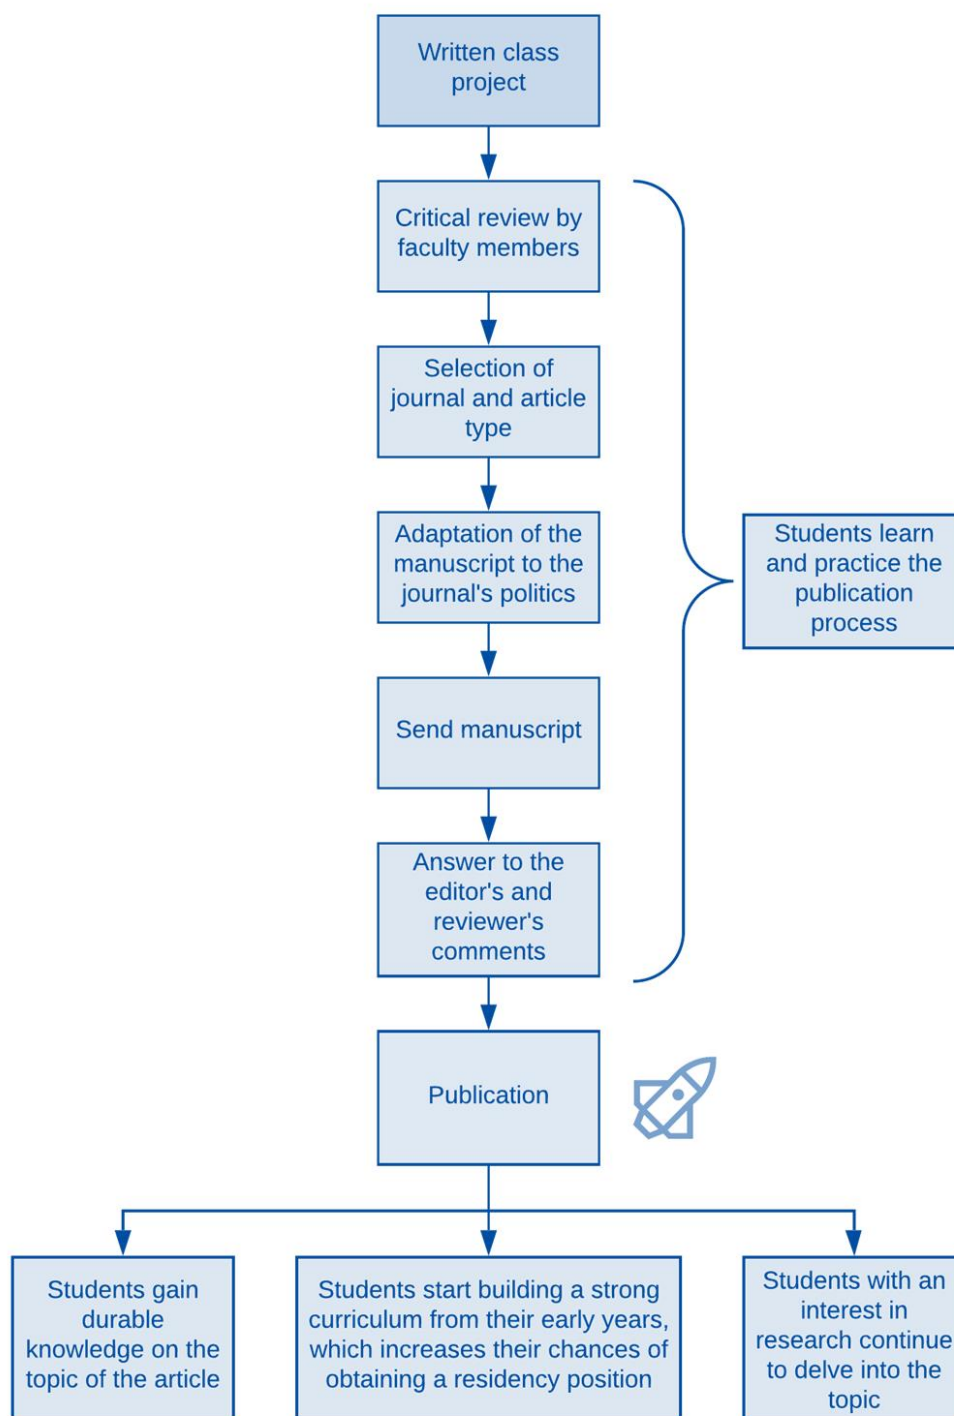 Written class
project
Critical review by
faculty members
Selection of
journal and article
type
Adaptation of the
manuscript to the
journal's politics
Students learn
and practice the
publication
process
Send manuscript
Answer to the
editor's and
reviewer's
comments
Publication
Students gain
durable
knowledge on the
topic of the article
Students start building a strong
curriculum from their early years,
which increases their chances of
obtaining a residency position
Students with an
interest in
research continue
to delve into the
topic